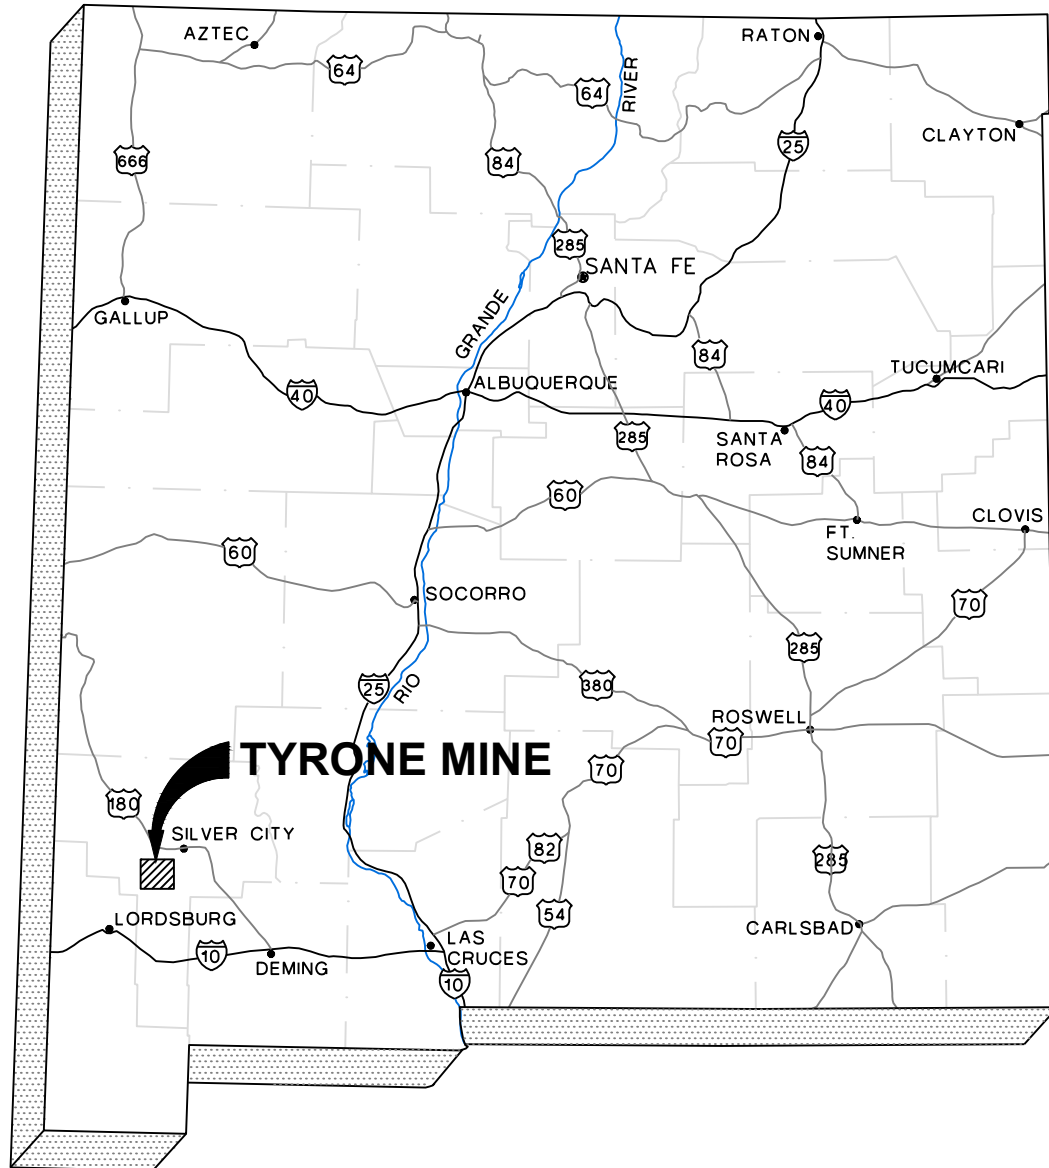 AZTEC
RATON
64
64
RIVER
CLAYTON
666
84
25
285
SANTA FE
GALLUP
GRANDE
84
TUCUMCARI
ALBUQUERQUE
40
40
285
SANTA
ROSA
84
60
CLOVIS
FT.
SUMNER
60
SOCORRO
70
285
25
RIO
380
ROSWELL
70
TYRONE MINE
70
180
SILVER CITY
82
285
70
54
LORDSBURG
CARLSBAD
10
DEMING
LAS
CRUCES
10